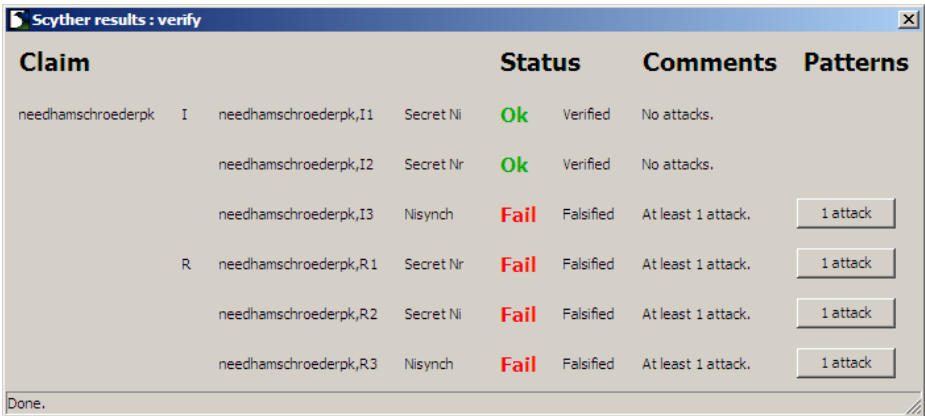 Scyther results : verify
Claim Status Comments Patterns
needhamschroederpk I needhamschroederpk,I1 Secret Ni Ok Verified No attacks.
needhamschroederpk,I2 Secret Nr Ok Verified No attacks.
needhamschroederpk,I3 Nisynch Fail Falsified At least 1 attack. 1 attack
R needhamschroederpk,R1 Secret Nr Fail Falsified At least 1 attack. 1 attack
needhamschroederpk,R2 Secret Ni Fail Falsified At least 1 attack. 1 attack
needhamschroederpk,R3 Nisynch Fail Falsified At least 1 attack. 1 attack
Done.